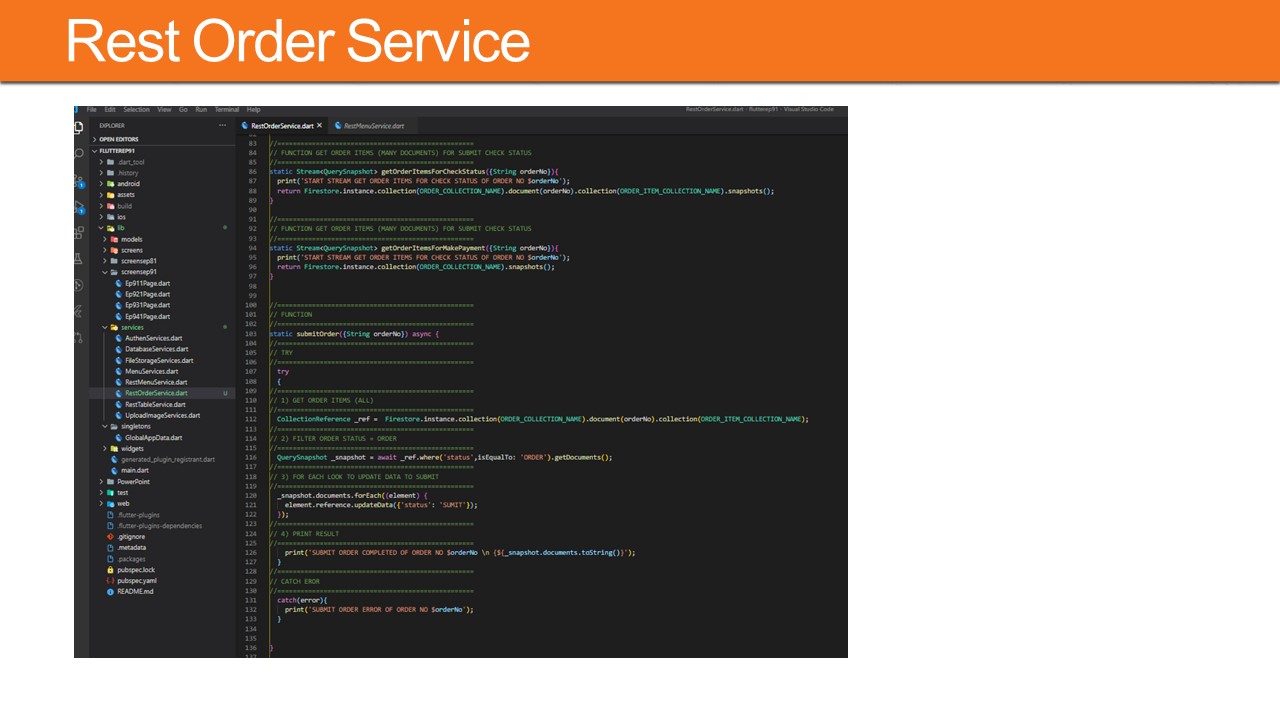 Rest Order Service
File Edit Selection View Go Run Terminal Help
RestOrderService.dart - flutterep91 - Visual Studio Code
EXPLORER
OPEN EDITORS
FLUTTEREP91
.dart_tool
.history
android
assets
build
ios
lib
models
screens
screensep81
screensep91
Ep911Page.dart
Ep921Page.dart
Ep931Page.dart
Ep941Page.dart
services
AuthenServices.dart
DatabaseServices.dart
FileStorageServices.dart
MenuServices.dart
RestMenuService.dart
RestOrderService.dart U
RestTableService.dart
UploadImageServices.dart
singletons
GlobalAppData.dart
widgets
generated_plugin_registrant.dart
main.dart
PowerPoint
test
web
.flutter-plugins
.flutter-plugins-dependencies
.gitignore
.metadata
.packages
pubspec.lock
pubspec.yaml
README.md
RestOrderService.dart RestMenuService.dart
83 //==================================================
84 // FUNCTION GET ORDER ITEMS (MANY DOCUMENTS) FOR SUBMIT CHECK STATUS
85 //==================================================
86 static Stream<QuerySnapshot> getOrderItemsForCheckStatus({String orderNo}){
87 print('START STREAM GET ORDER ITEMS FOR CHECK STATUS OF ORDER NO $orderNo');
88 return Firestore.instance.collection(ORDER_COLLECTION_NAME).document(orderNo).collection(ORDER_ITEM_COLLECTION_NAME).snapshots();
89 }
90
91 //==================================================
92 // FUNCTION GET ORDER ITEMS (MANY DOCUMENTS) FOR SUBMIT CHECK STATUS
93 //==================================================
94 static Stream<QuerySnapshot> getOrderItemsForMakePayment({String orderNo}){
95 print('START STREAM GET ORDER ITEMS FOR CHECK STATUS OF ORDER NO $orderNo');
96 return Firestore.instance.collection(ORDER_COLLECTION_NAME).snapshots();
97 }
98
99
100 //==================================================
101 // FUNCTION
102 //==================================================
103 static submitOrder({String orderNo}) async {
104 //==================================================
105 // TRY
106 //==================================================
107 try
108 {
109 //==================================================
110 // 1) GET ORDER ITEMS (ALL)
111 //==================================================
112 CollectionReference _ref = Firestore.instance.collection(ORDER_COLLECTION_NAME).document(orderNo).collection(ORDER_ITEM_COLLECTION_NAME);
113 //==================================================
114 // 2) FILTER ORDER STATUS = ORDER
115 //==================================================
116 QuerySnapshot _snapshot = await _ref.where('status',isEqualTo: 'ORDER').getDocuments();
117 //==================================================
118 // 3) FOR EACH LOOK TO UPDATE DATA TO SUBMIT
119 //==================================================
120 _snapshot.documents.forEach((element) {
121 element.reference.updateData({'status': 'SUMIT'});
122 });
123 //==================================================
124 // 4) PRINT RESULT
125 //==================================================
126 print('SUBMIT ORDER COMPLETED OF ORDER NO $orderNo \n {${_snapshot.documents.toString()}');
127 }
128 //==================================================
129 // CATCH EROR
130 //==================================================
131 catch(error){
132 print('SUBMIT ORDER ERROR OF ORDER NO $orderNo');
133 }
134
135
136 }